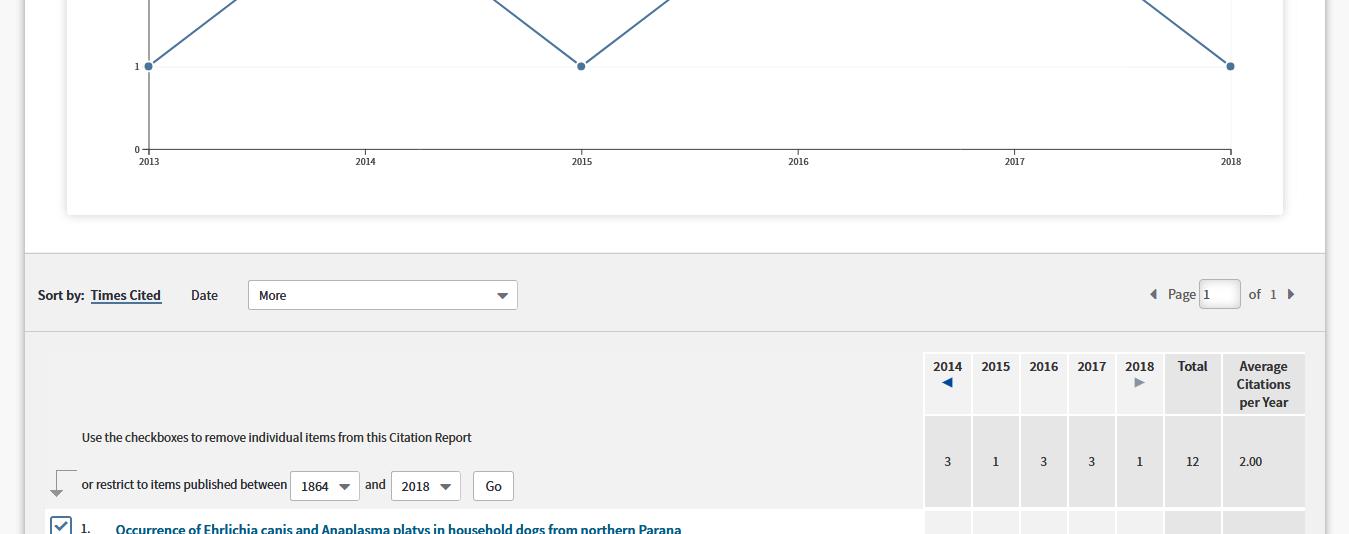 1
0
2013 2014 2015 2016 2017 2018
Sort by: Times Cited Date More Page 1 of 1
2014 2015 2016 2017 2018 Total Average
Citations
per Year
Use the checkboxes to remove individual items from this Citation Report
3 1 3 3 1 12 2.00
or restrict to items published between 1864 and 2018 Go
1. Occurrence of Ehrlichia canis and Anaplasma platys in household dogs from northern Parana